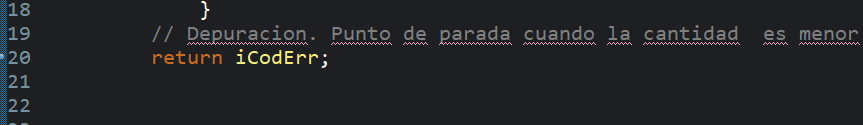 18 }
19 // Depuracion. Punto de parada cuando la cantidad  es menor
20 return iCodErr;
21
22